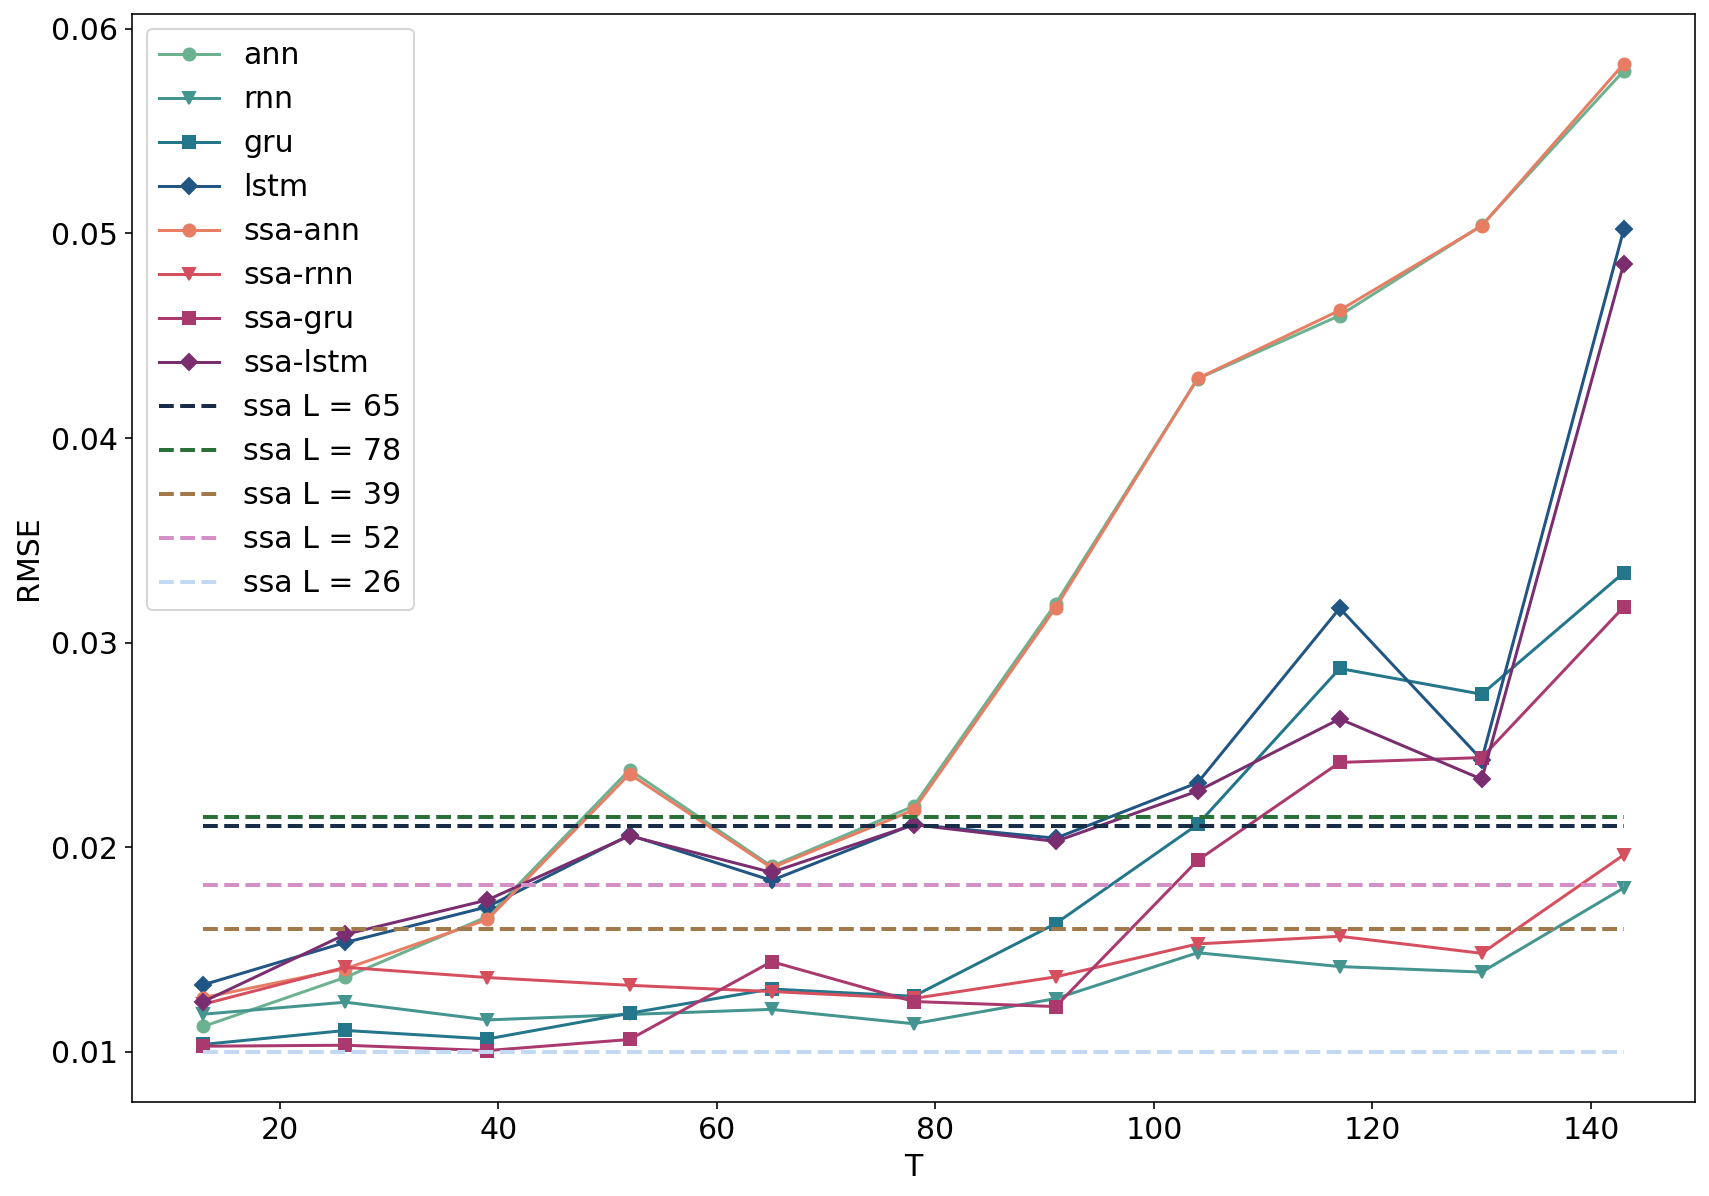 0.06
0.05
0.04
0.03
0.02
0.01
RMSE
ann
rnn
gru
lstm
ssa-ann
ssa-rnn
ssa-gru
ssa-lstm
ssa L = 65
ssa L = 78
ssa L = 39
ssa L = 52
ssa L = 26
20 40 60 80 100 120 140
T